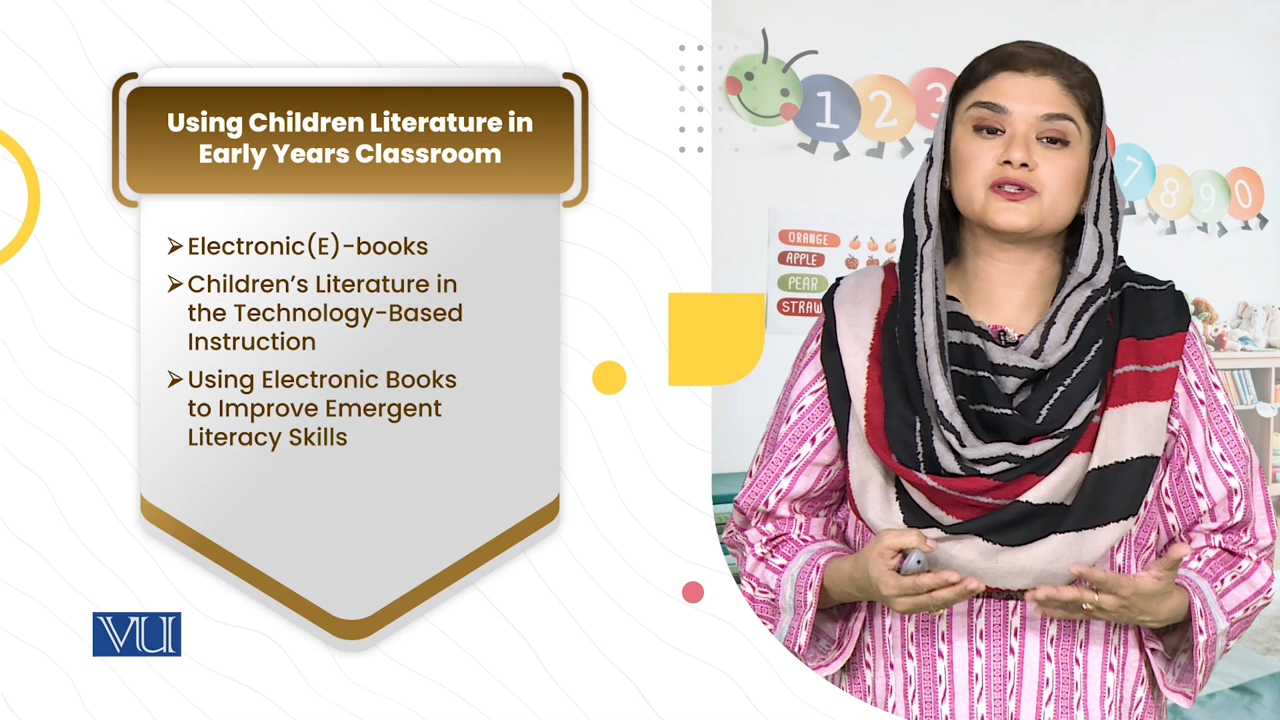 Using Children Literature in
Early Years Classroom
➢Electronic(E)-books
➢Children’s Literature in
the Technology-Based
Instruction
➢Using Electronic Books
to Improve Emergent
Literacy Skills
VU
1 2 3
7 8 9 0
ORANGE
APPLE
PEAR
STRAW